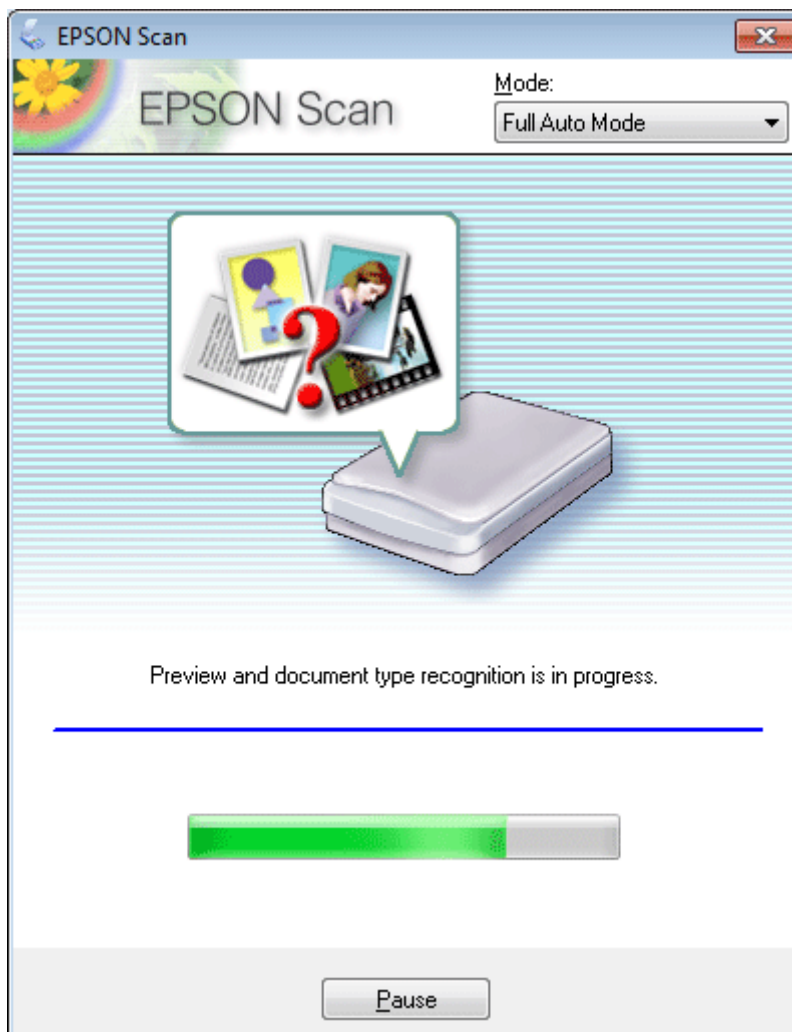 EPSON Scan
EPSON Scan
Mode:
Full Auto Mode
Preview and document type recognition is in progress.
Pause